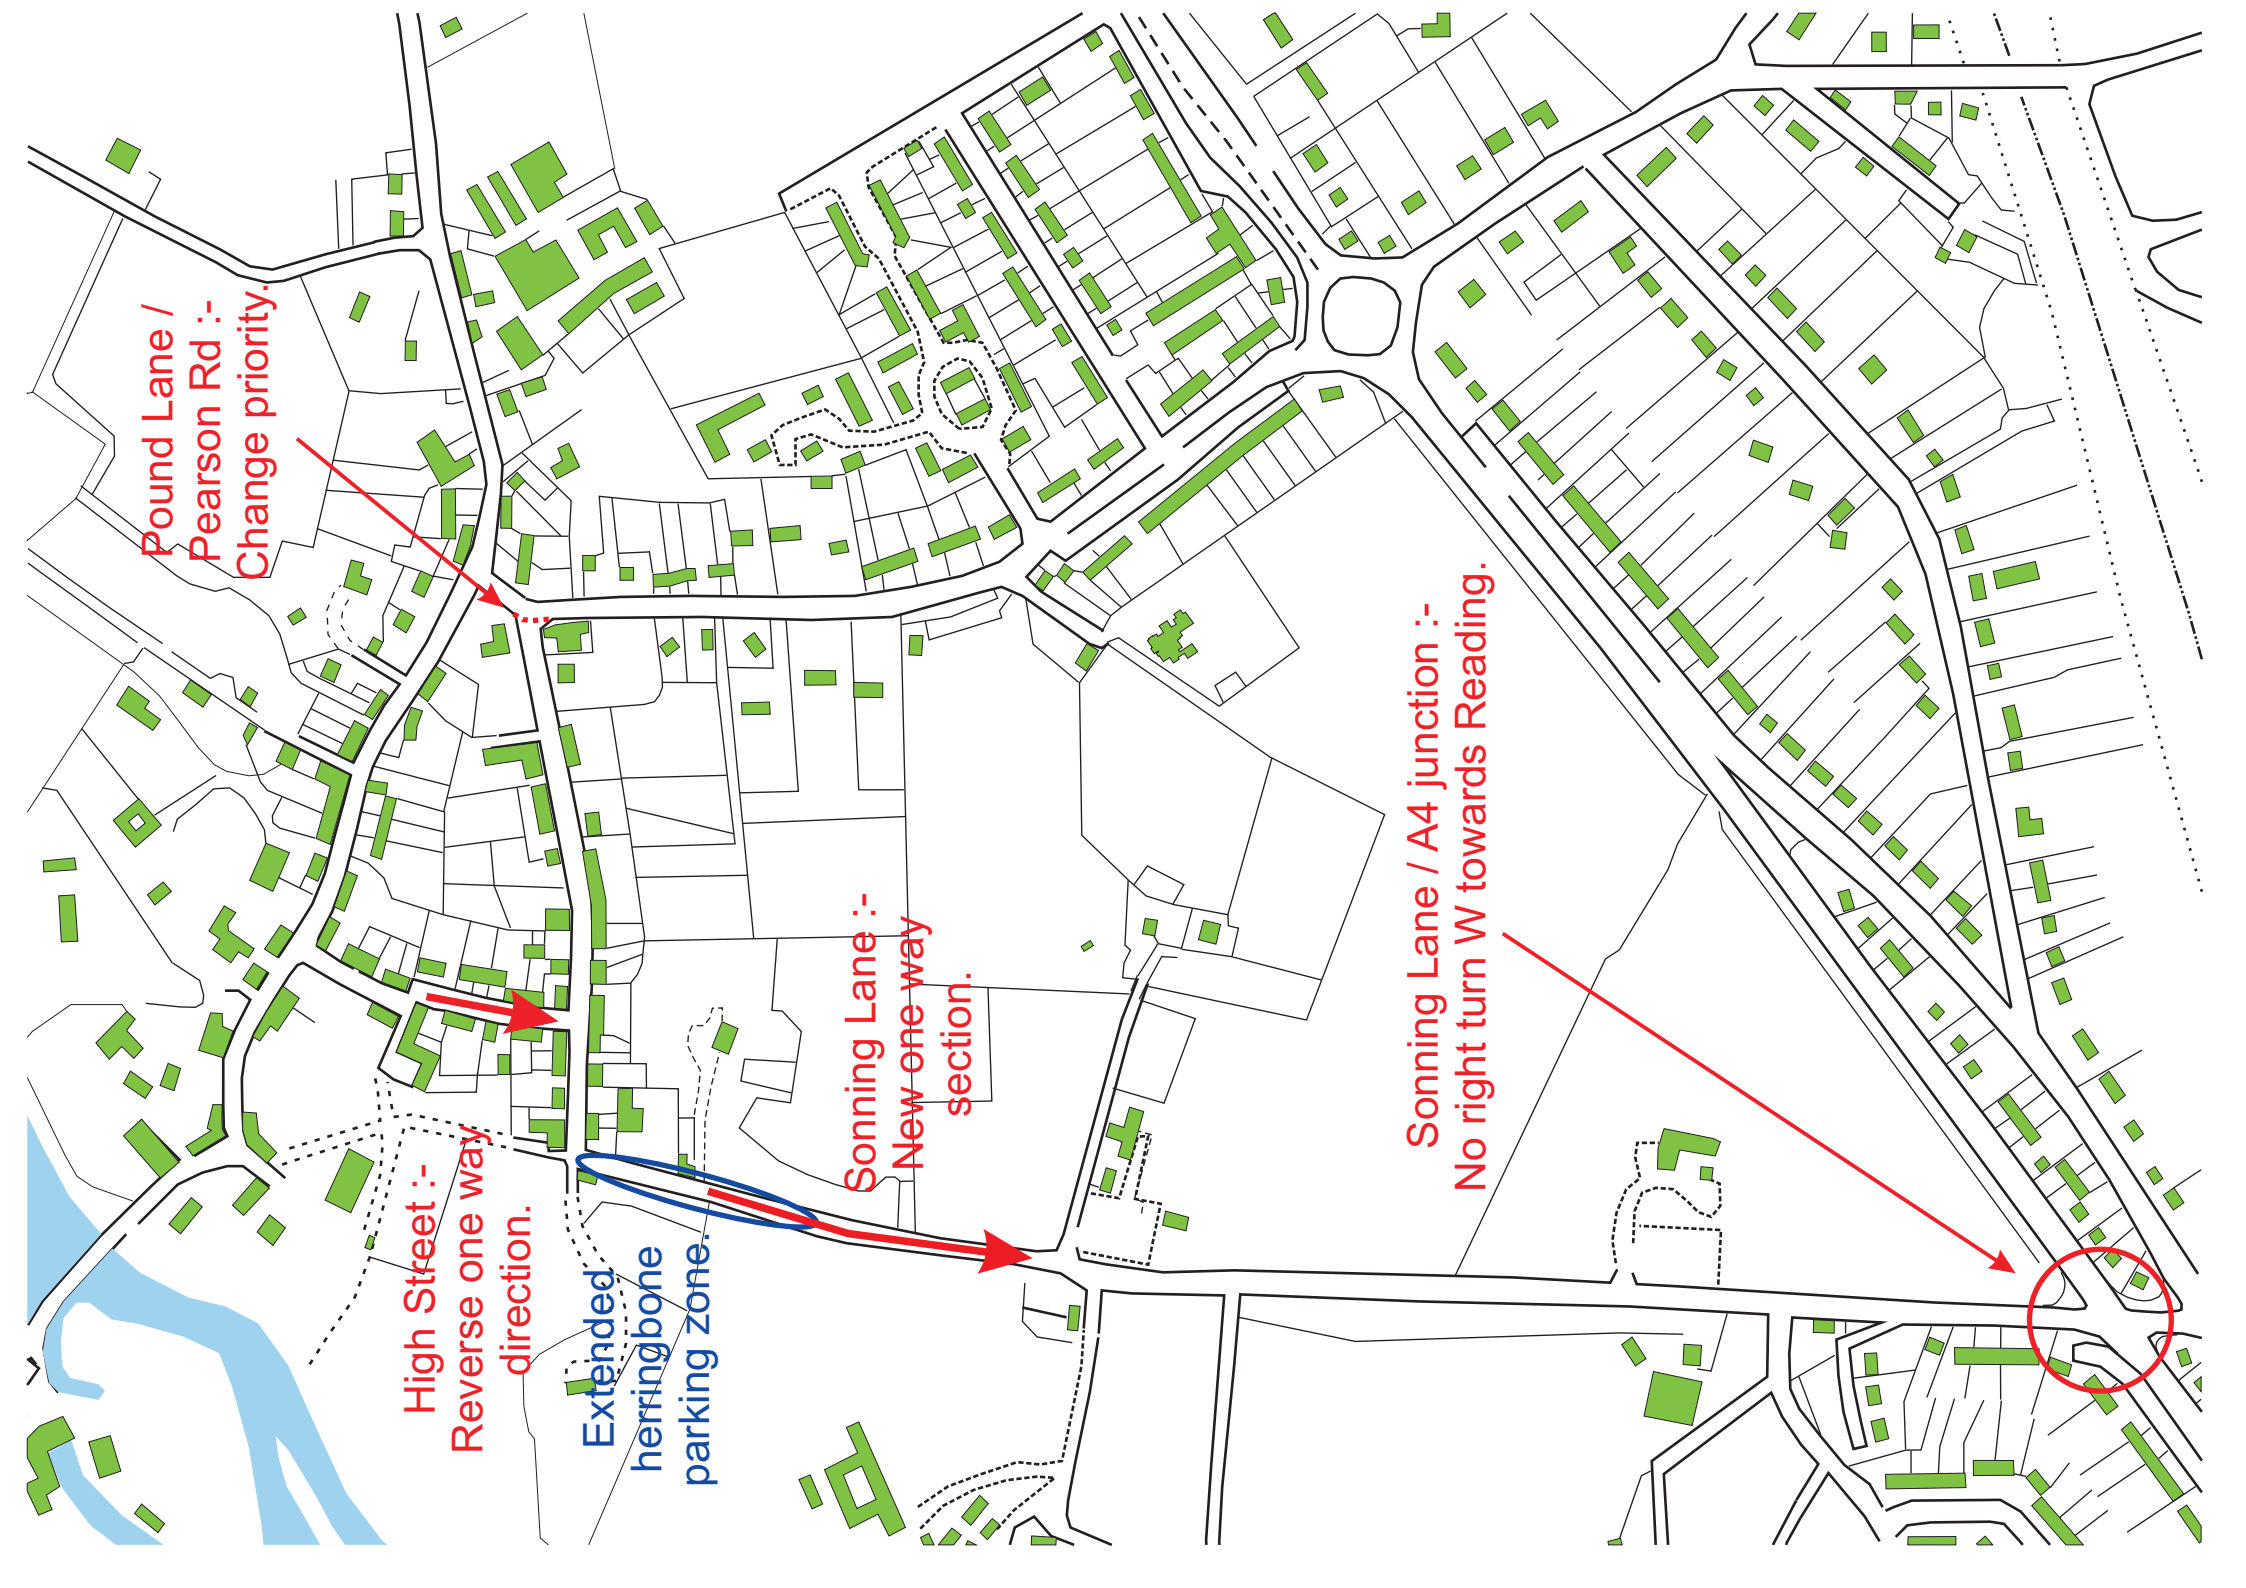 Pound Lane /
Pearson Rd :-
Change priority.
High Street :-
Reverse one way
direction.
Extended
herringbone
parking zone.
Sonning Lane :-
New one way
section.
Sonning Lane / A4 junction :-
No right turn W towards Reading.